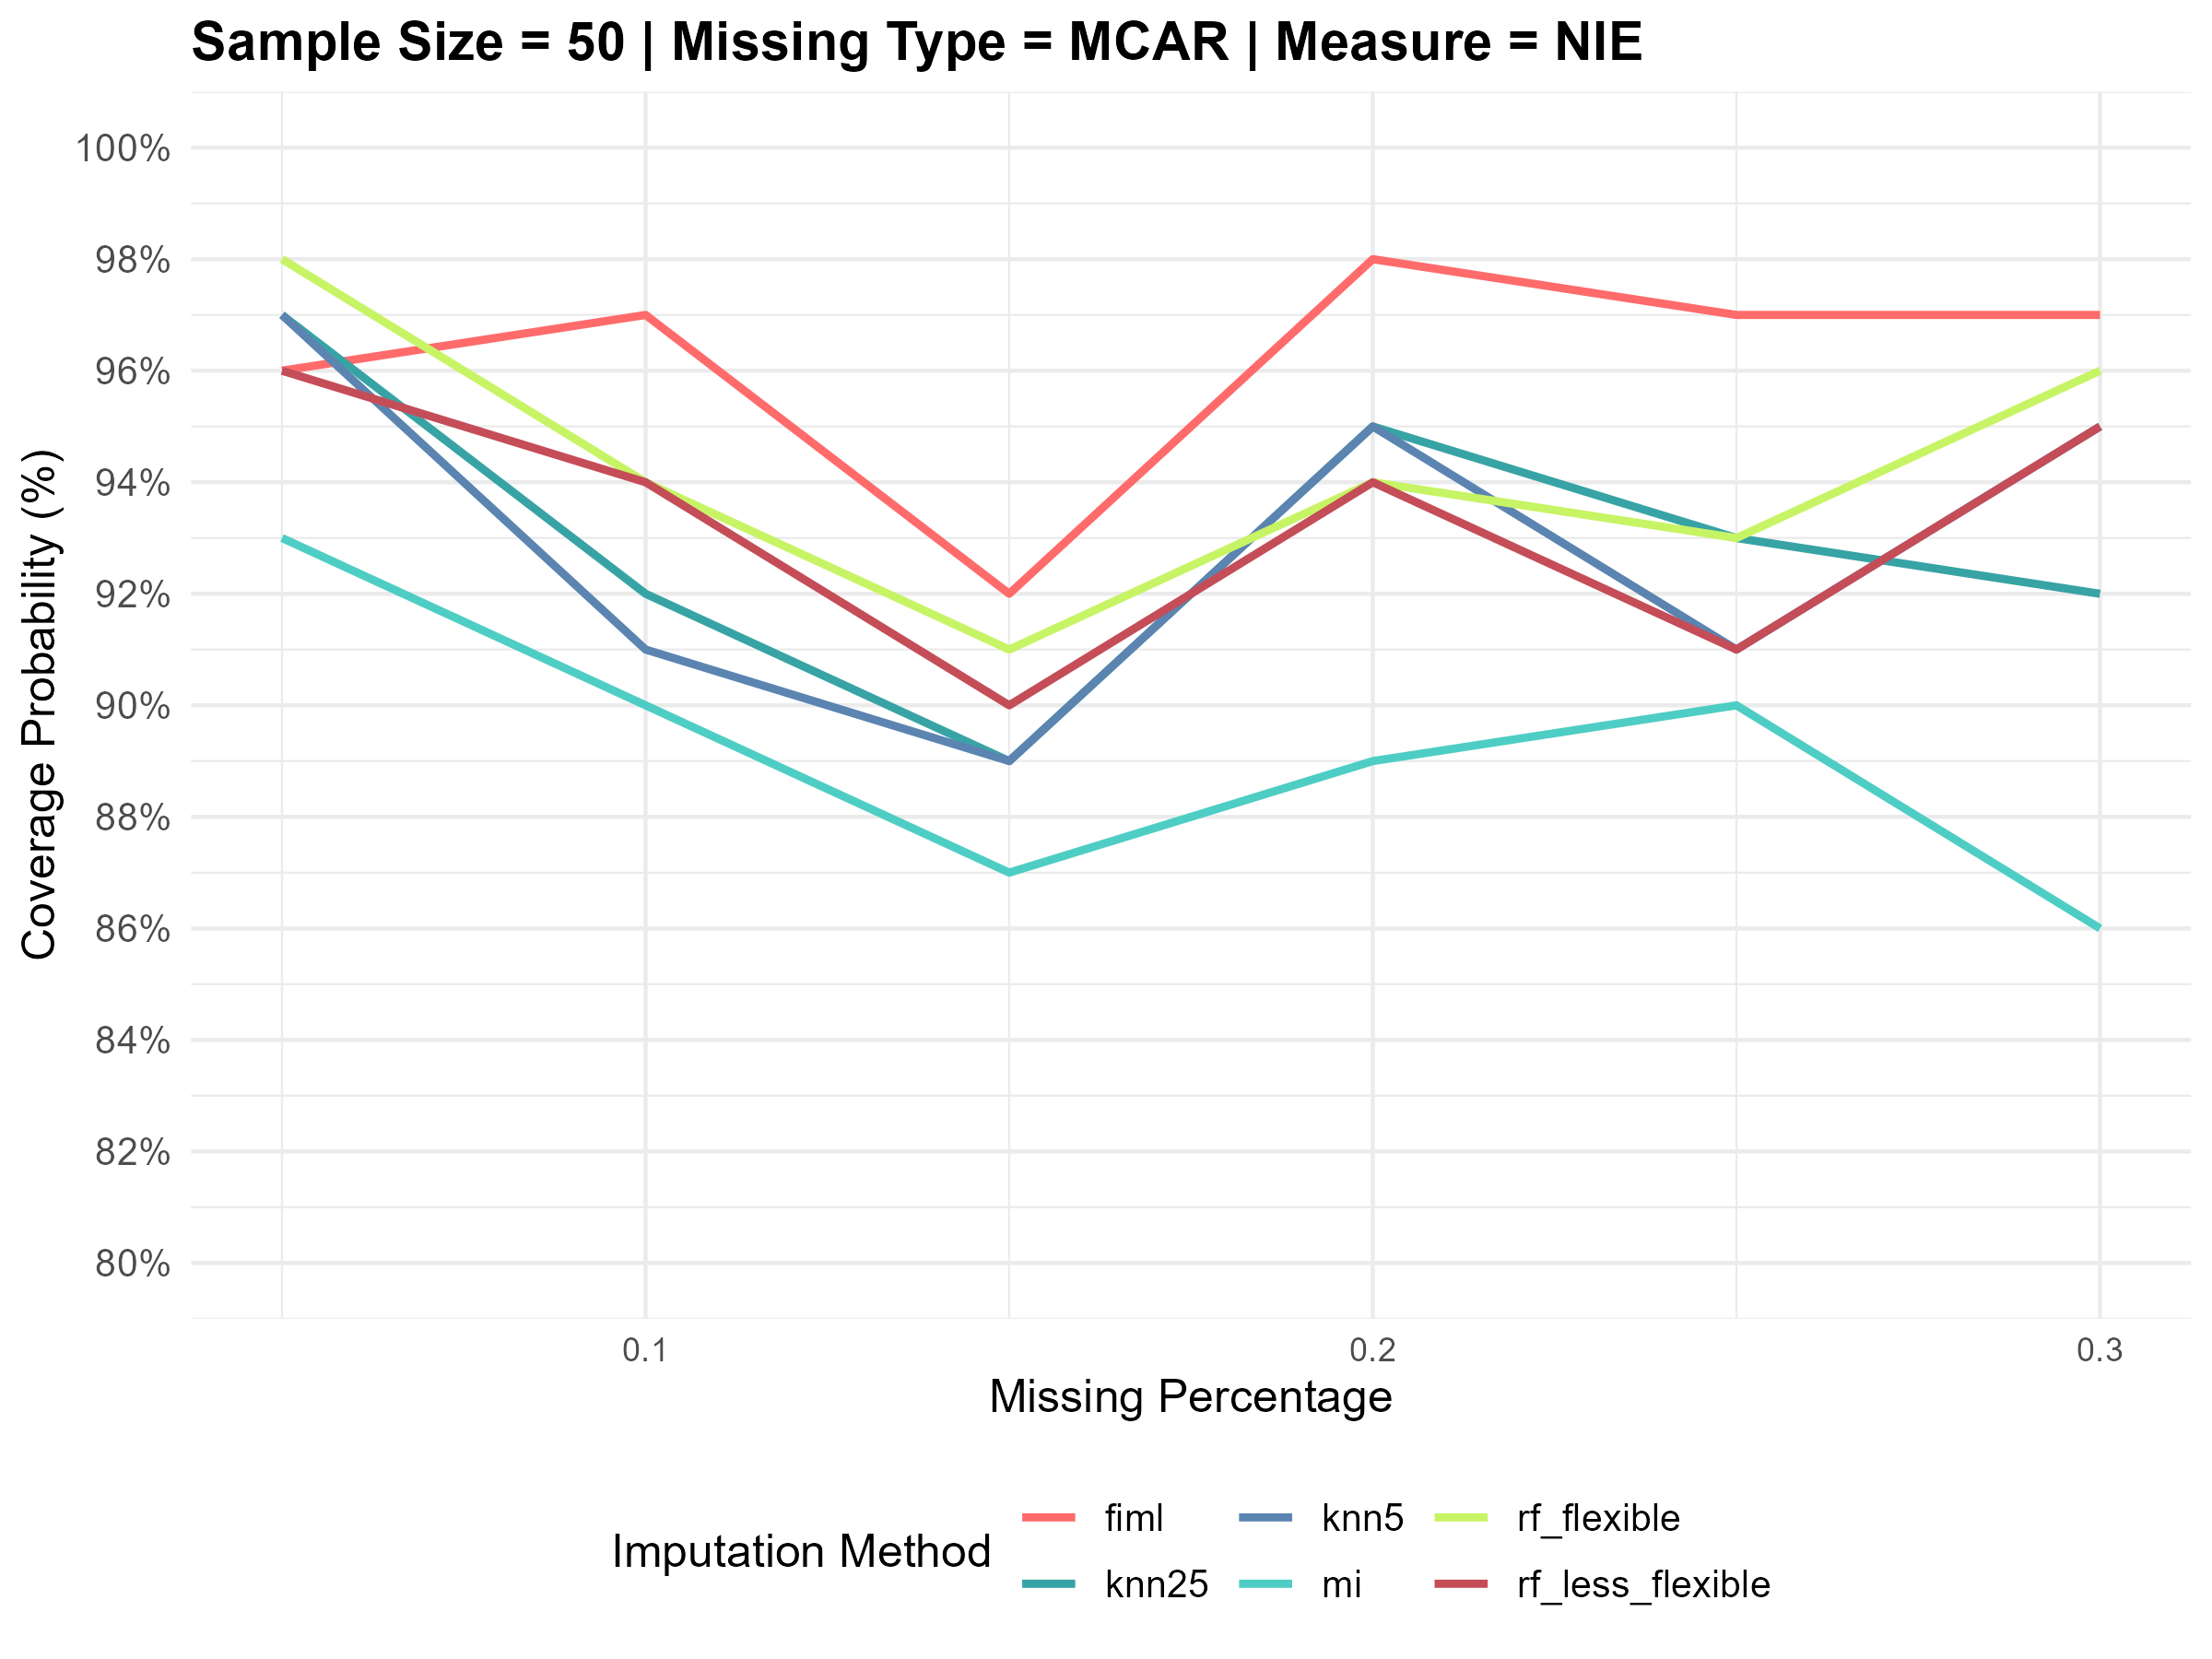 Sample Size = 50 | Missing Type = MCAR | Measure = NIE
100%
98%
96%
94%
92%
90%
88%
86%
84%
82%
80%
Coverage Probability (%)
0.1 0.2 0.3
Missing Percentage
Imputation Method
fiml knn5 rf_flexible
knn25 mi rf_less_flexible